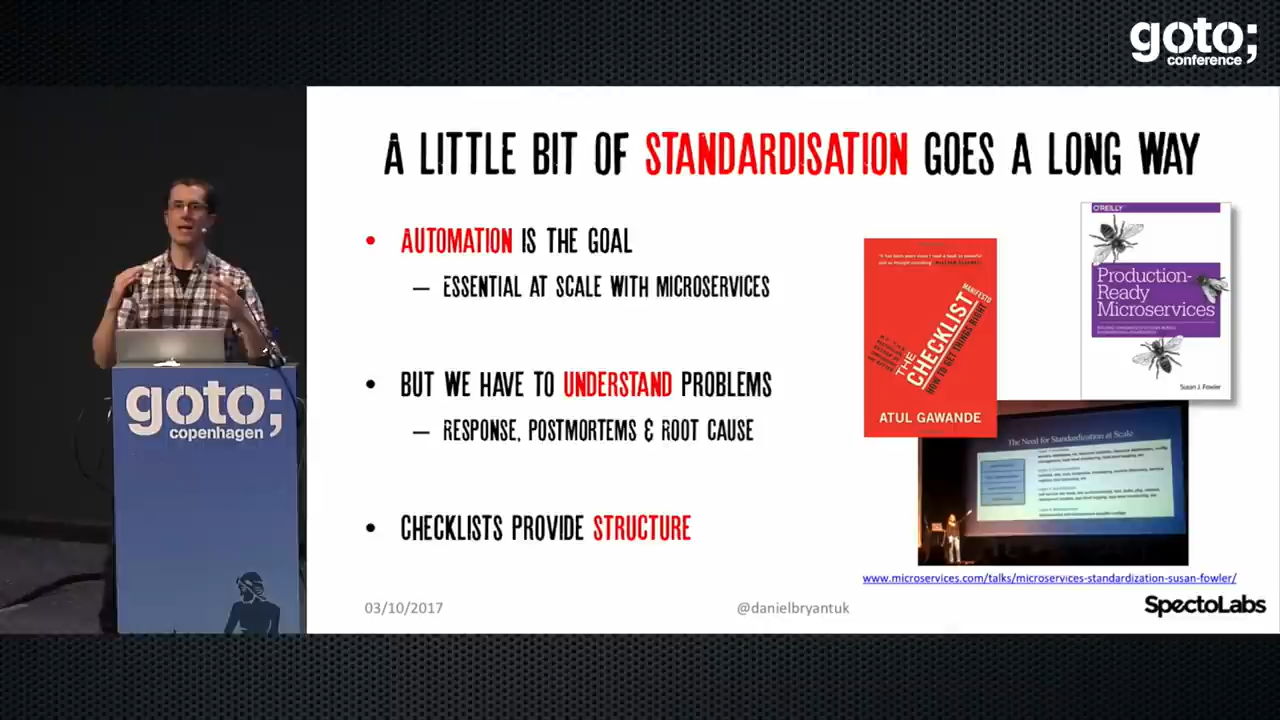 goto;
conference
A LITTLE BIT OF STANDARDISATION GOES A LONG WAY
• AUTOMATION IS THE GOAL
– ESSENTIAL AT SCALE WITH MICROSERVICES
• BUT WE HAVE TO UNDERSTAND PROBLEMS
– RESPONSE, POSTMORTEMS & ROOT CAUSE
• CHECKLISTS PROVIDE STRUCTURE
THE
CHECKLIST
MANIFESTO
HOW TO GET THINGS RIGHT
ATUL GAWANDE
O'REILLY
Production-
Ready
Microservices
Susan J. Fowler
The Need for Standardization at Scale
www.microservices.com/talks/microservices-standardization-susan-fowler/
03/10/2017
@danielbryantuk
SpectoLabs
goto;
copenhagen